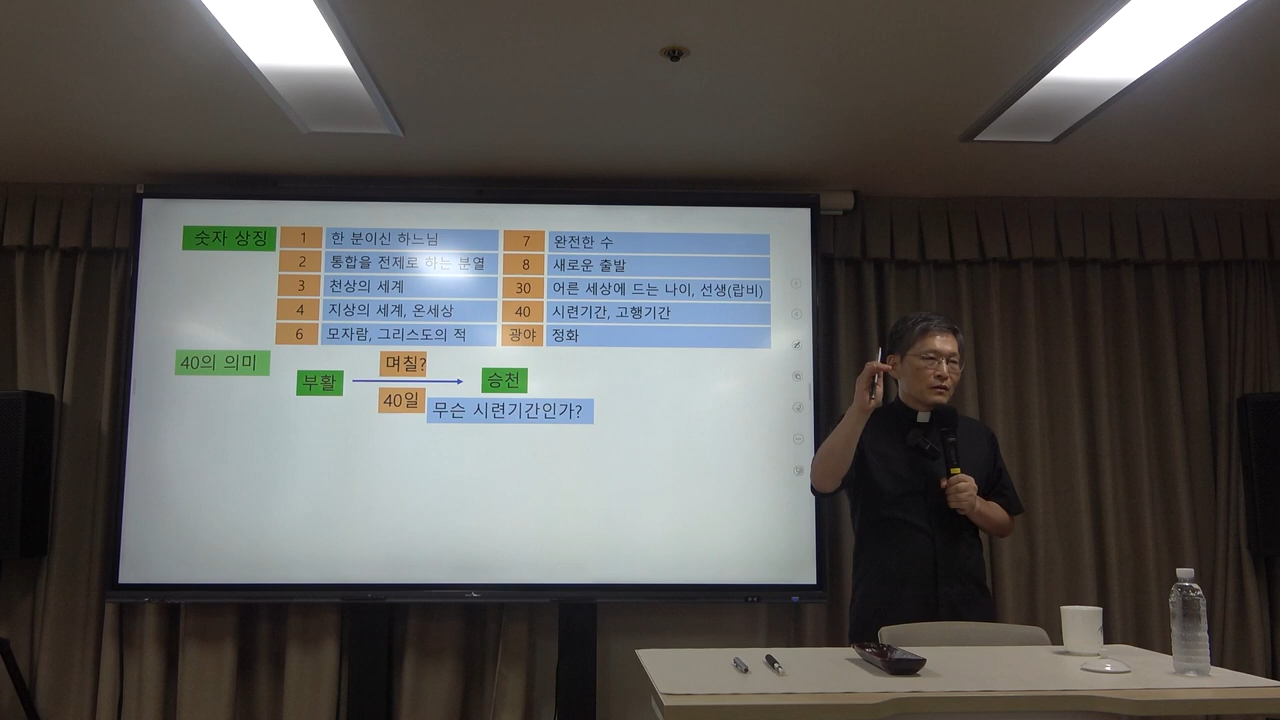 숫자 상징
1 한 분이신 하느님
2 통합을 전제로 하는 분열
3 천상의 세계
4 지상의 세계, 온세상
6 모자람, 그리스도의 적
7 완전한 수
8 새로운 출발
30 어른 세상에 드는 나이, 선생(랍비)
40 시련기간, 고행기간
광야 정화
40의 의미
며칠?
부활
승천
40일
무슨 시련기간인가?